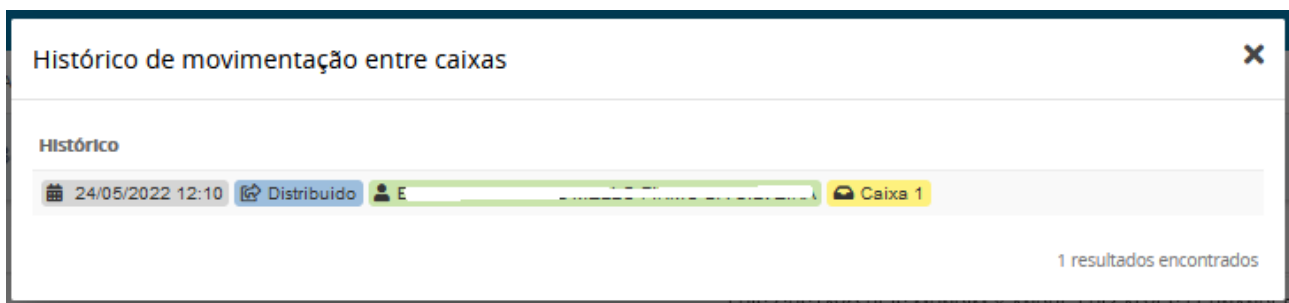 Histórico de movimentação entre caixas
Histórico
24/05/2022 12:10 Distribuido E Caixa 1
1 resultados encontrados